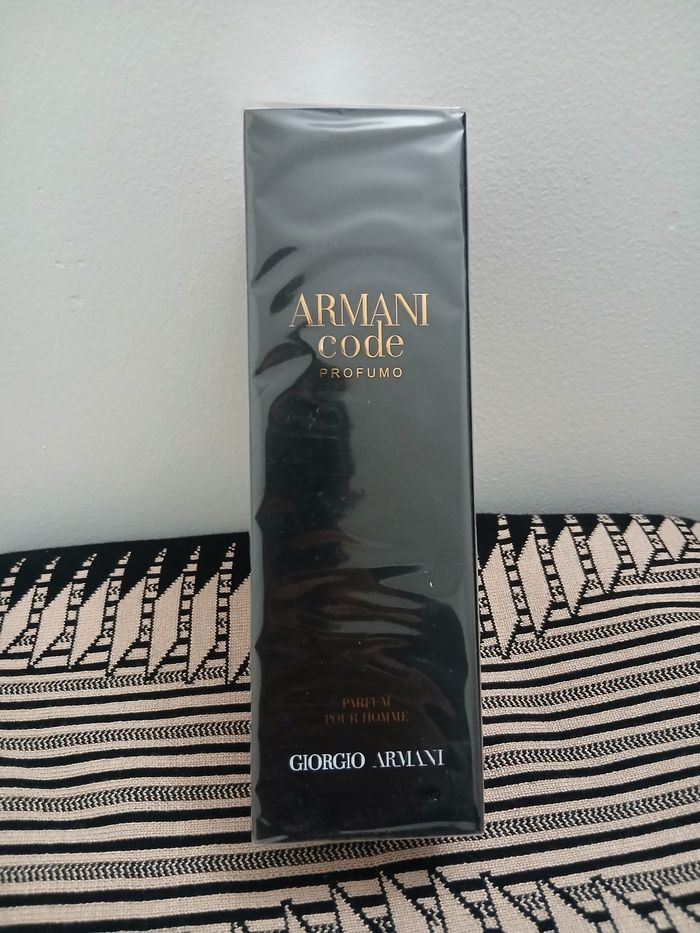 ARMANI
code
PROFUMO
PARFUM
POUR HOMME
GIORGIO ARMANI